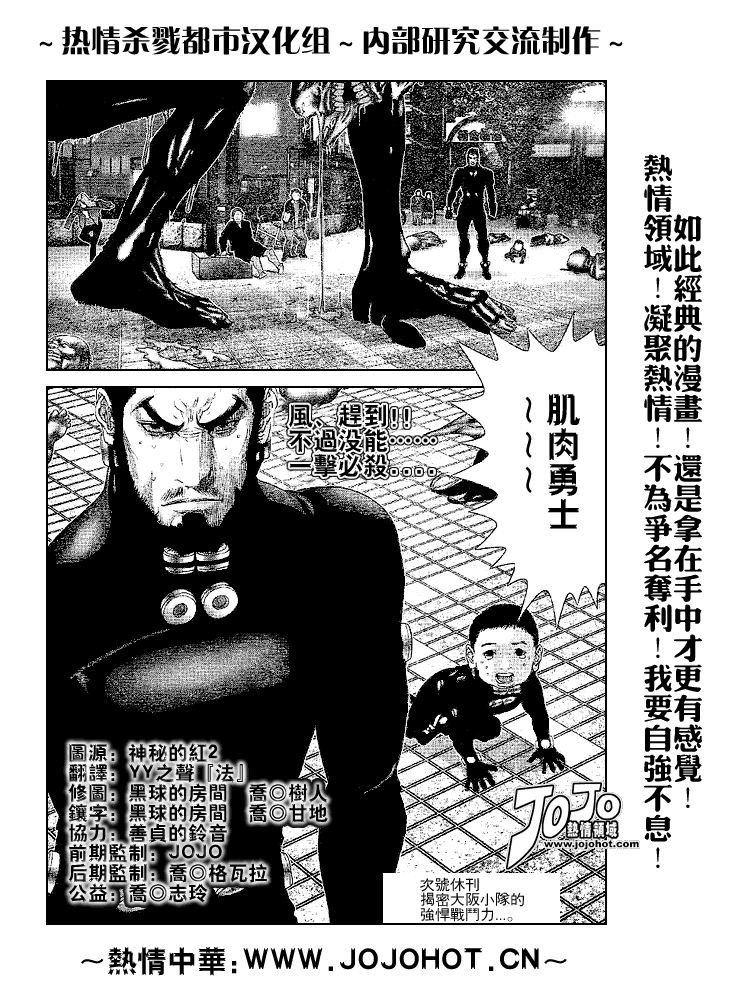 ~热情杀戮都市汉化组~内部研究交流制作~
如此經典的漫畫！還是拿在手中才更有感覺！
熱情領域！凝聚熱情！不為爭名奪利！我要自強不息！
肌肉勇士
~~~
風、趕到!!
不過没能……
一擊必殺....
圖源：神秘的紅2
翻譯：YY之聲『法』
修圖：黑球的房間 喬◎樹人
鑲字：黑球的房間 喬◎甘地
協力：善貞的鈴音
前期監制：JOJO
后期監制：喬◎格瓦拉
公益：喬◎志玲
JOJO
熱情領域
www.jojohot.com
次號休刊
揭密大阪小隊的
強悍戰鬥力...。
～熱情中華：WWW.JOJOHOT.CN～